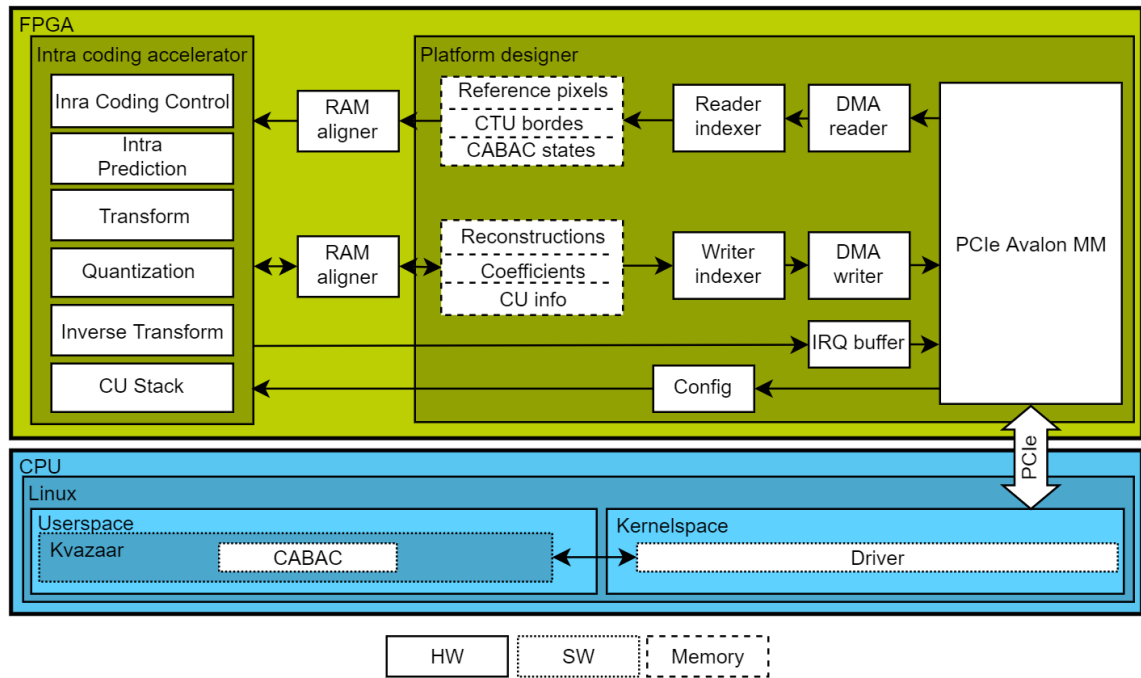 FPGA
Intra coding accelerator
Inra Coding Control
Intra
Prediction
Transform
Quantization
Inverse Transform
CU Stack
RAM
aligner
RAM
aligner
Platform designer
Reference pixels
CTU bordes
CABAC states
Reader
indexer
DMA
reader
Reconstructions
Coefficients
CU info
Writer
indexer
DMA
writer
IRQ buffer
Config
PCIe Avalon MM
PCIe
CPU
Linux
Userspace
Kvazaar
CABAC
Kernelspace
Driver
HW
SW
Memory